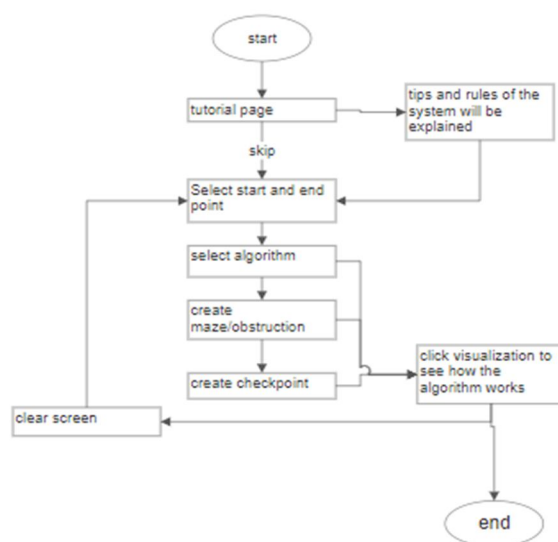 start
tutorial page
tips and rules of the
system will be
explained
skip
Select start and end
point
select algorithm
create
maze/obstruction
click visualization to
see how the
algorithm works
create checkpoint
clear screen
end